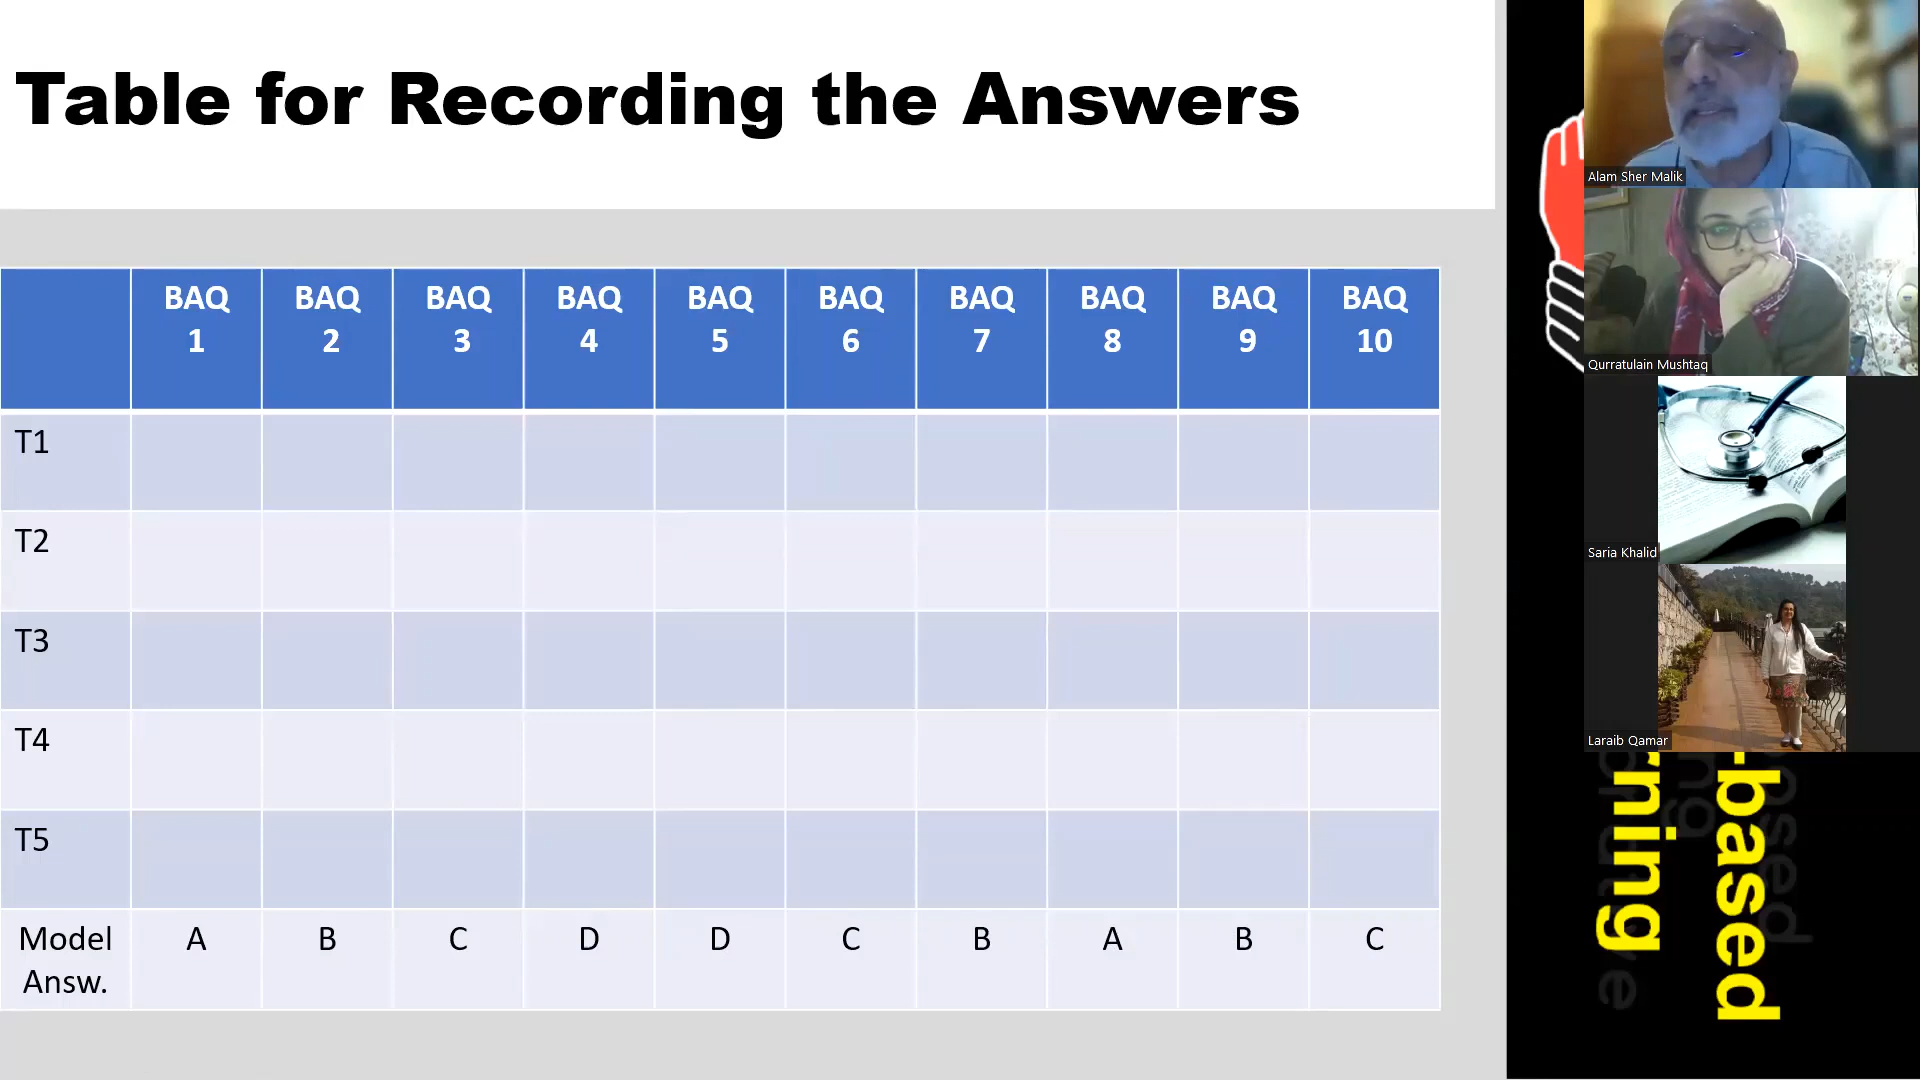 Table for Recording the Answers
BAQ 1 BAQ 2 BAQ 3 BAQ 4 BAQ 5 BAQ 6 BAQ 7 BAQ 8 BAQ 9 BAQ 10
T1
T2
T3
T4
T5
Model Answ. A B C D D C B A B C
Alam Sher Malik
Qurratulain Mushtaq
Saria Khalid
Laraib Qamar
-based
rning